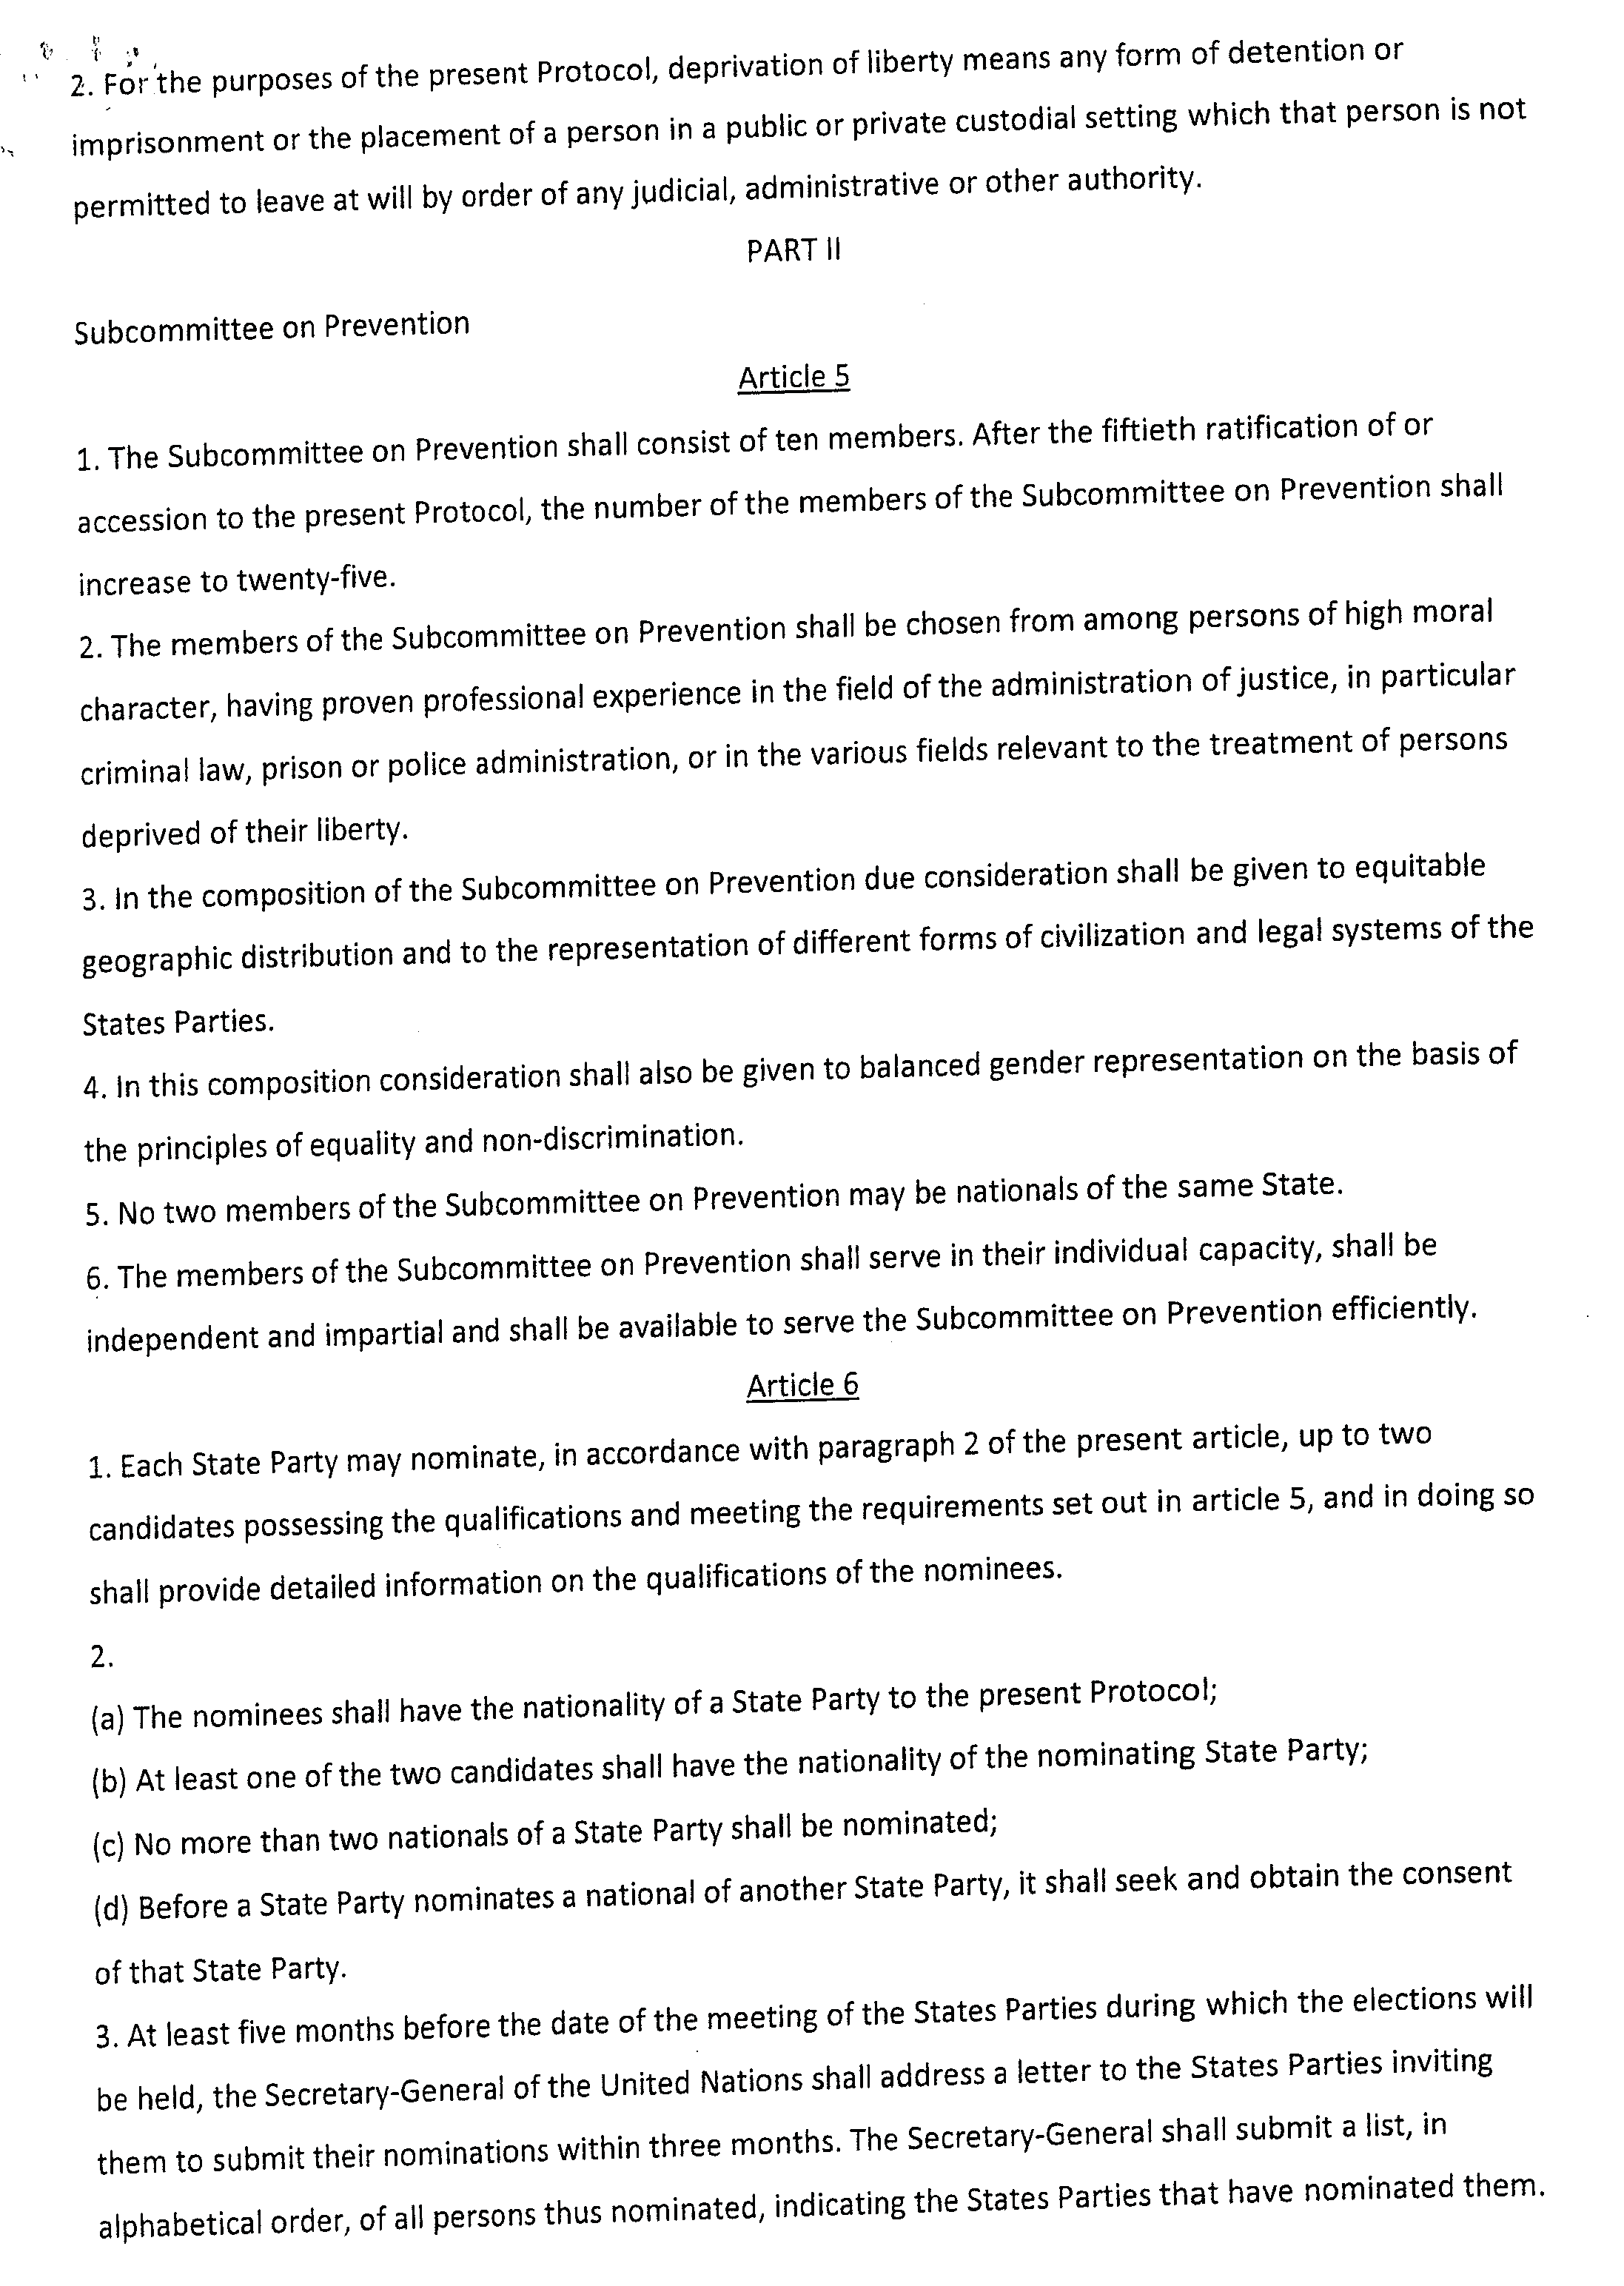 2. For the purposes of the present Protocol, deprivation of liberty means any form of detention or
imprisonment or the placement of a person in a public or private custodial setting which that person is not
permitted to leave at will by order of any judicial, administrative or other authority.
PART II
Subcommittee on Prevention
Article 5
1. The Subcommittee on Prevention shall consist of ten members. After the fiftieth ratification of or
accession to the present Protocol, the number of the members of the Subcommittee on Prevention shall
increase to twenty-five.
2. The members of the Subcommittee on Prevention shall be chosen from among persons of high moral
character, having proven professional experience in the field of the administration of justice, in particular
criminal law, prison or police administration, or in the various fields relevant to the treatment of persons
deprived of their liberty.
3. In the composition of the Subcommittee on Prevention due consideration shall be given to equitable
geographic distribution and to the representation of different forms of civilization and legal systems of the
States Parties.
4. In this composition consideration shall also be given to balanced gender representation on the basis of
the principles of equality and non-discrimination.
5. No two members of the Subcommittee on Prevention may be nationals of the same State.
6. The members of the Subcommittee on Prevention shall serve in their individual capacity, shall be
independent and impartial and shall be available to serve the Subcommittee on Prevention efficiently.
Article 6
1. Each State Party may nominate, in accordance with paragraph 2 of the present article, up to two
candidates possessing the qualifications and meeting the requirements set out in article 5, and in doing so
shall provide detailed information on the qualifications of the nominees.
2.
(a) The nominees shall have the nationality of a State Party to the present Protocol;
(b) At least one of the two candidates shall have the nationality of the nominating State Party;
(c) No more than two nationals of a State Party shall be nominated;
(d) Before a State Party nominates a national of another State Party, it shall seek and obtain the consent
of that State Party.
3. At least five months before the date of the meeting of the States Parties during which the elections will
be held, the Secretary-General of the United Nations shall address a letter to the States Parties inviting
them to submit their nominations within three months. The Secretary-General shall submit a list, in
alphabetical order, of all persons thus nominated, indicating the States Parties that have nominated them.